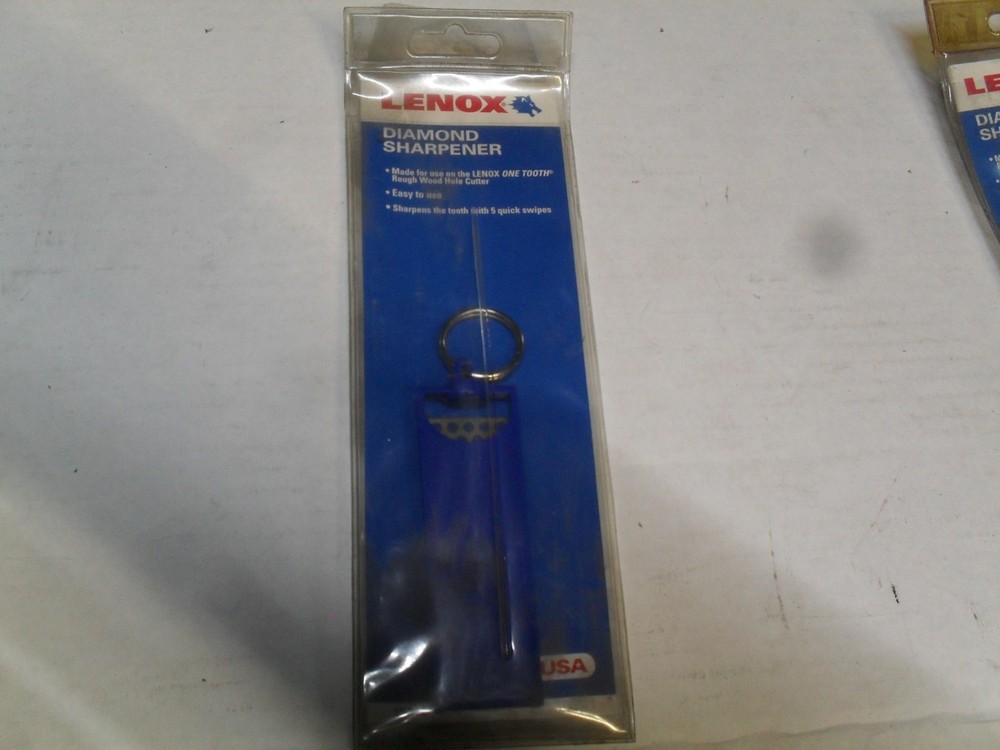 LENOX
DIAMOND
SHARPENER
• Made for use on the LENOX ONE TOOTH®
Rough Wood Hole Cutter
• Easy to use
• Sharpens the tooth with 5 quick swipes
USA
LE
DIA
SH